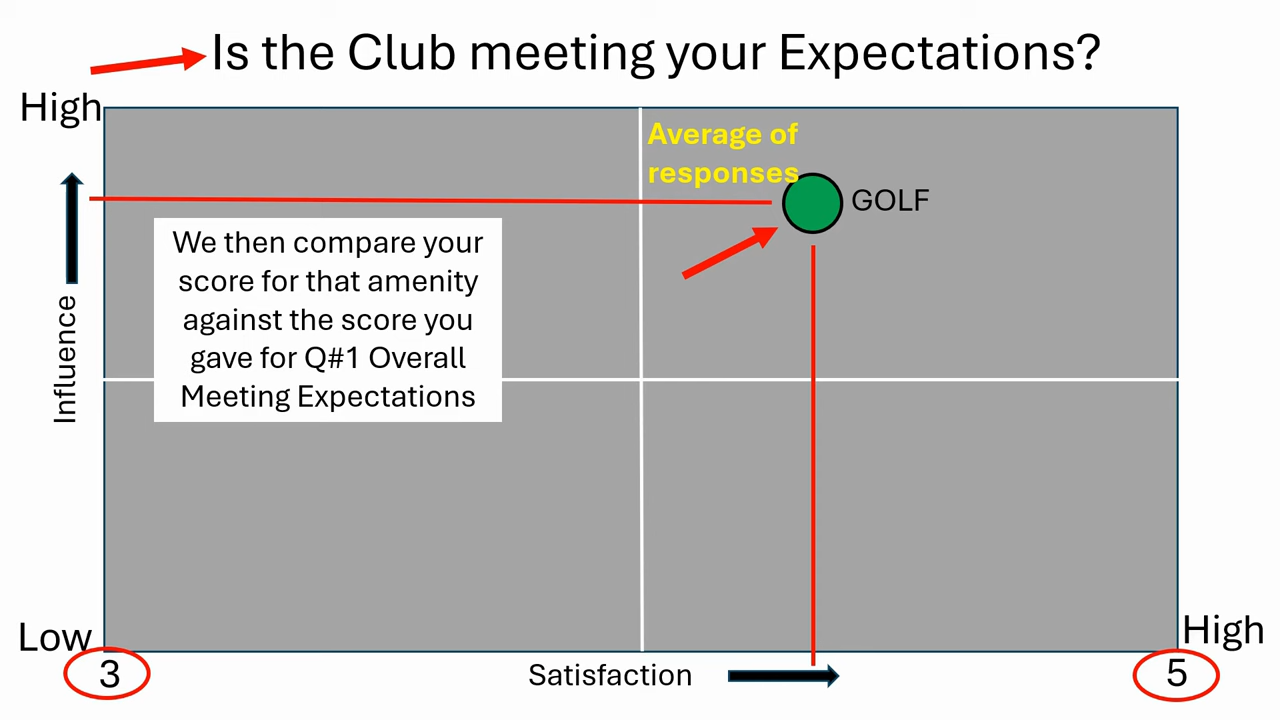 Is the Club meeting your Expectations?
High
Average of
responses
GOLF
We then compare your
score for that amenity
against the score you
gave for Q#1 Overall
Meeting Expectations
Influence
Low
High
3
Satisfaction
5